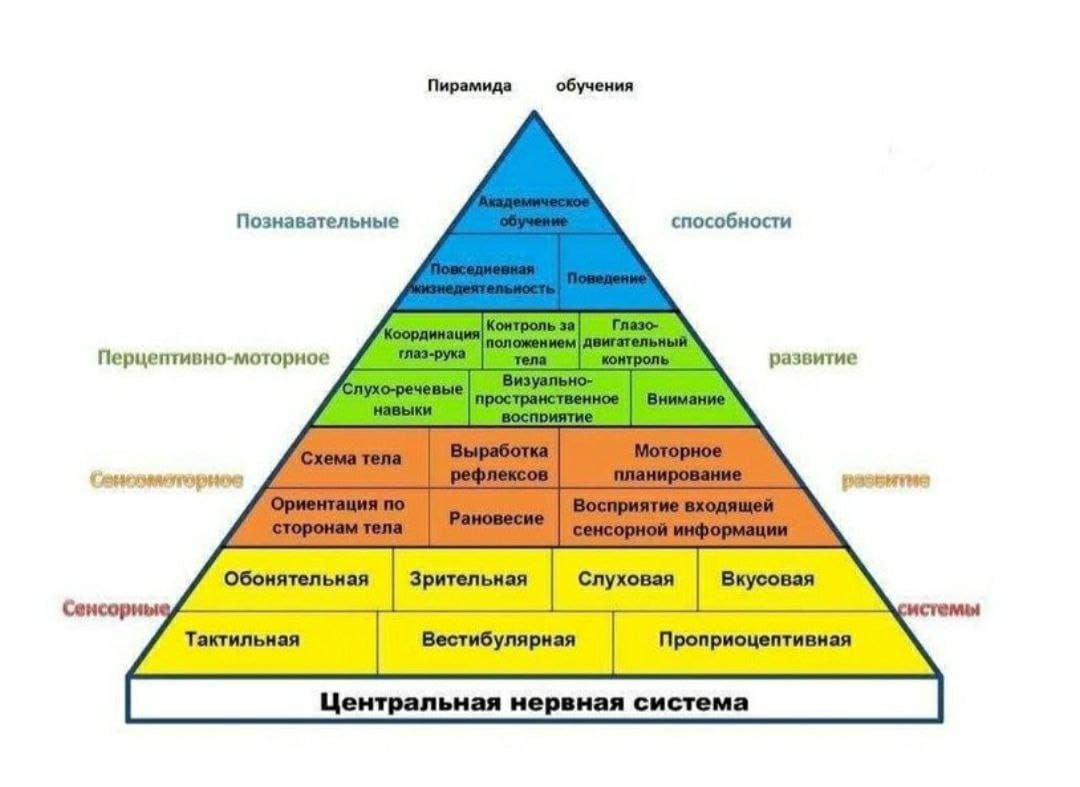 Пирамида обучения
Академическое
обучение
Познавательные способности
Повседневная
жизнедеятельность
Поведение
Координация
глаз-рука
Контроль за
положением
тела
Глазо-
двигательный
контроль
Перцептивно-моторное развитие
Слухо-речевые
навыки
Визуально-
пространственное
восприятие
Внимание
Схема тела
Выработка
рефлексов
Моторное
планирование
Сенсомоторное развитие
Ориентация по
сторонам тела
Рановесие
Восприятие входящей
сенсорной информации
Обонятельная
Зрительная
Слуховая
Вкусовая
Сенсорные системы
Тактильная
Вестибулярная
Проприоцептивная
Центральная нервная система